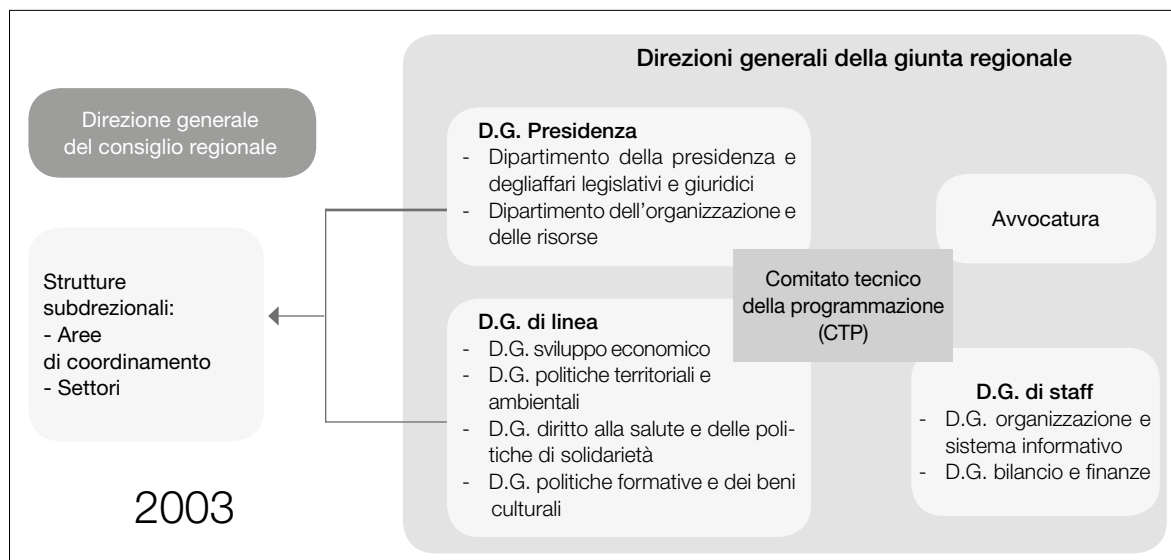 Direzioni generali della giunta regionale
Direzione generale
del consiglio regionale
Strutture
subdrezionali:
- Aree
di coordinamento
- Settori
2003
D.G. Presidenza
- Dipartimento della presidenza e
degliaffari legislativi e giuridici
- Dipartimento dell'organizzazione e
delle risorse
D.G. di linea
- D.G. sviluppo economico
- D.G. politiche territoriali e
ambientali
- D.G. diritto alla salute e delle poli-
tiche di solidarietà
- D.G. politiche formative e dei beni
culturali
Comitato tecnico
della programmazione
(CTP)
Avvocatura
D.G. di staff
- D.G. organizzazione e
sistema informativo
- D.G. bilancio e finanze